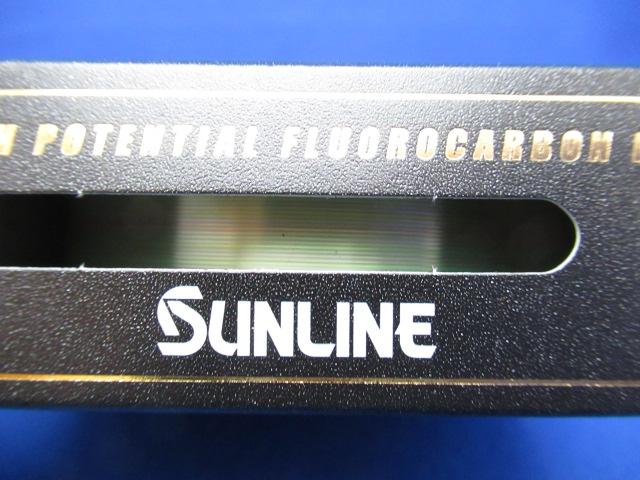 POTENTIAL FLUOROCARBON
SUNLINE